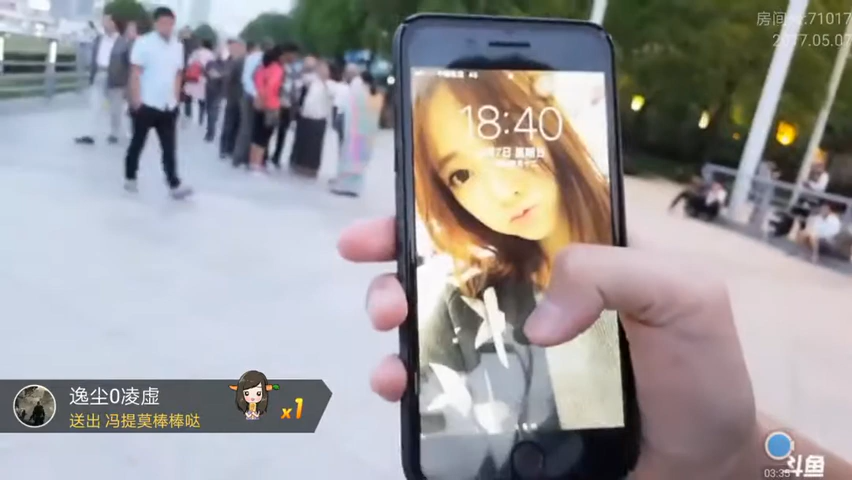 房间号:71017
2017.05.07
18:40
逸尘0凌虚
送出 冯提莫棒棒哒
x1
斗鱼
03:35